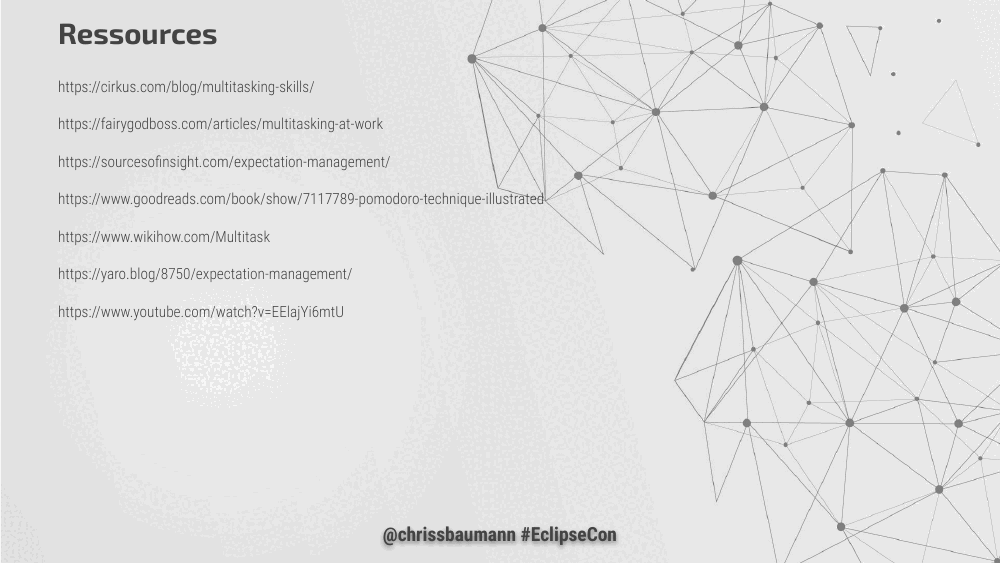 Ressources
https://cirkus.com/blog/multitasking-skills/
https://fairygodboss.com/articles/multitasking-at-work
https://sourcesofinsight.com/expectation-management/
https://www.goodreads.com/book/show/7117789-pomodoro-technique-illustrated
https://www.wikihow.com/Multitask
https://yaro.blog/8750/expectation-management/
https://www.youtube.com/watch?v=EElajYi6mtU
@chrissbaumann #EclipseCon